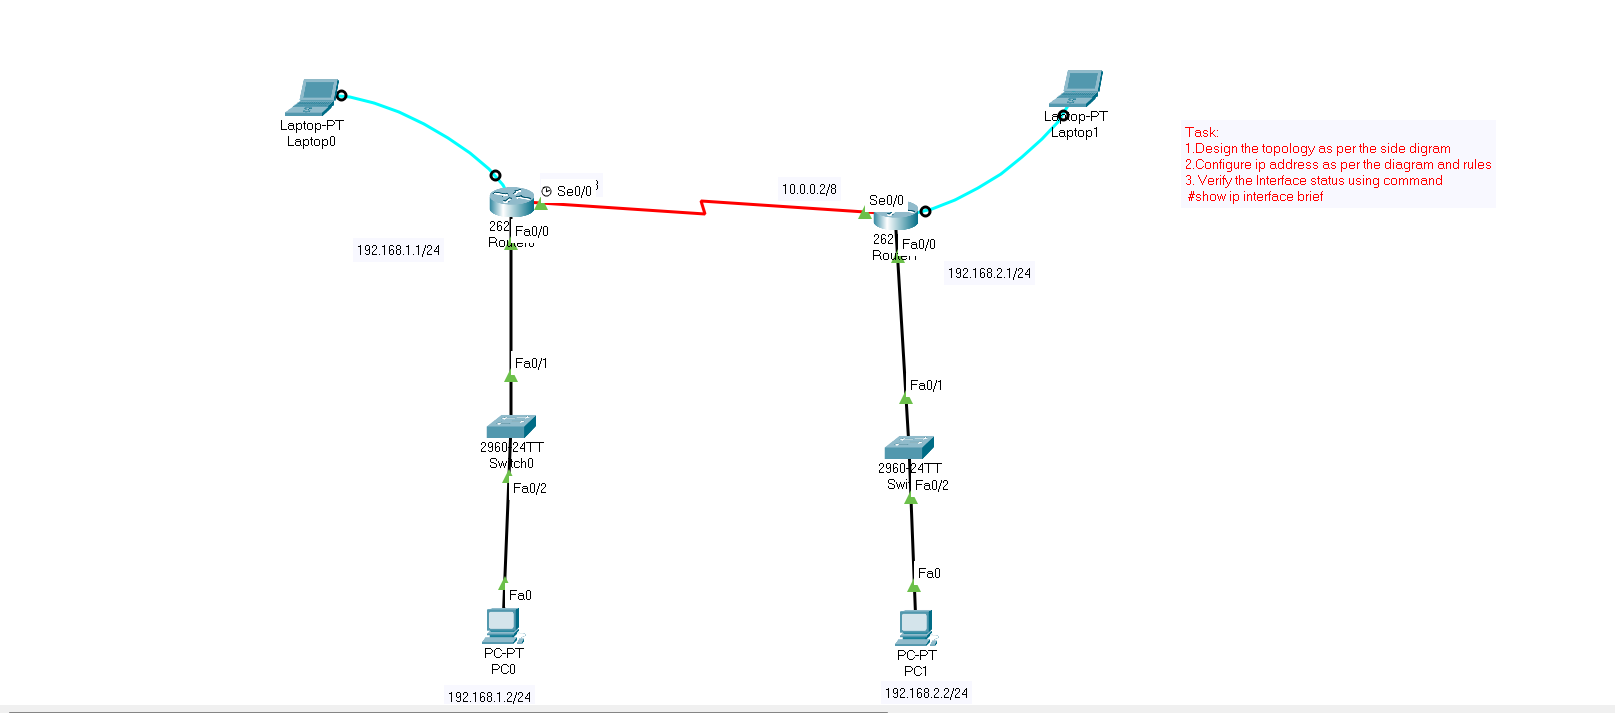 Laptop-PT
Laptop0
Laptop-PT
Laptop1
Task:
1.Design the topology as per the side digram
2.Configure ip address as per the diagram and rules
3. Verify the Interface status using command
#show ip interface brief
Se0/0
10.0.0.2/8
Se0/0
262
Fa0/0
192.168.1.1/24
262
Fa0/0
192.168.2.1/24
Fa0/1
Fa0/1
2960-24TT
Switch0
Fa0/2
2960-24TT
Fa0/2
Fa0
Fa0
PC-PT
PC0
192.168.1.2/24
PC-PT
PC1
192.168.2.2/24